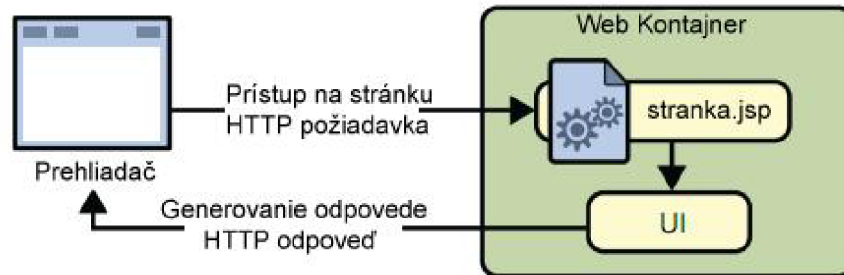 Web Kontajner
Prístup na stránku
HTTP požiadavka
stranka.jsp
Prehliadač
Generovanie odpovede
HTTP odpoveď
UI